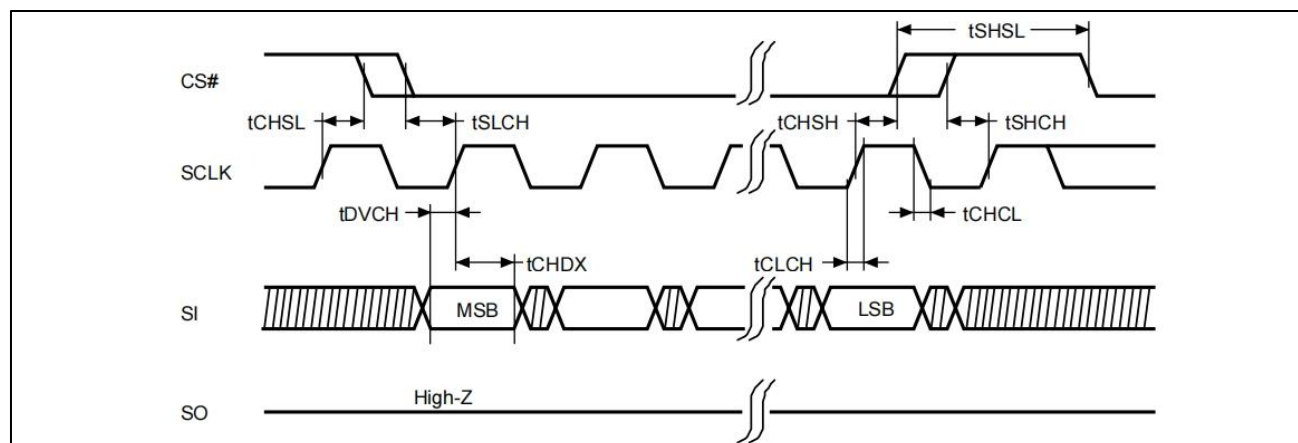 tSHSL
CS#
tCHSL
tSLCH
tCHSH
tSHCH
SCLK
tDVCH
tCHCL
tCHDX
tCLCH
SI
MSB
LSB
High-Z
SO